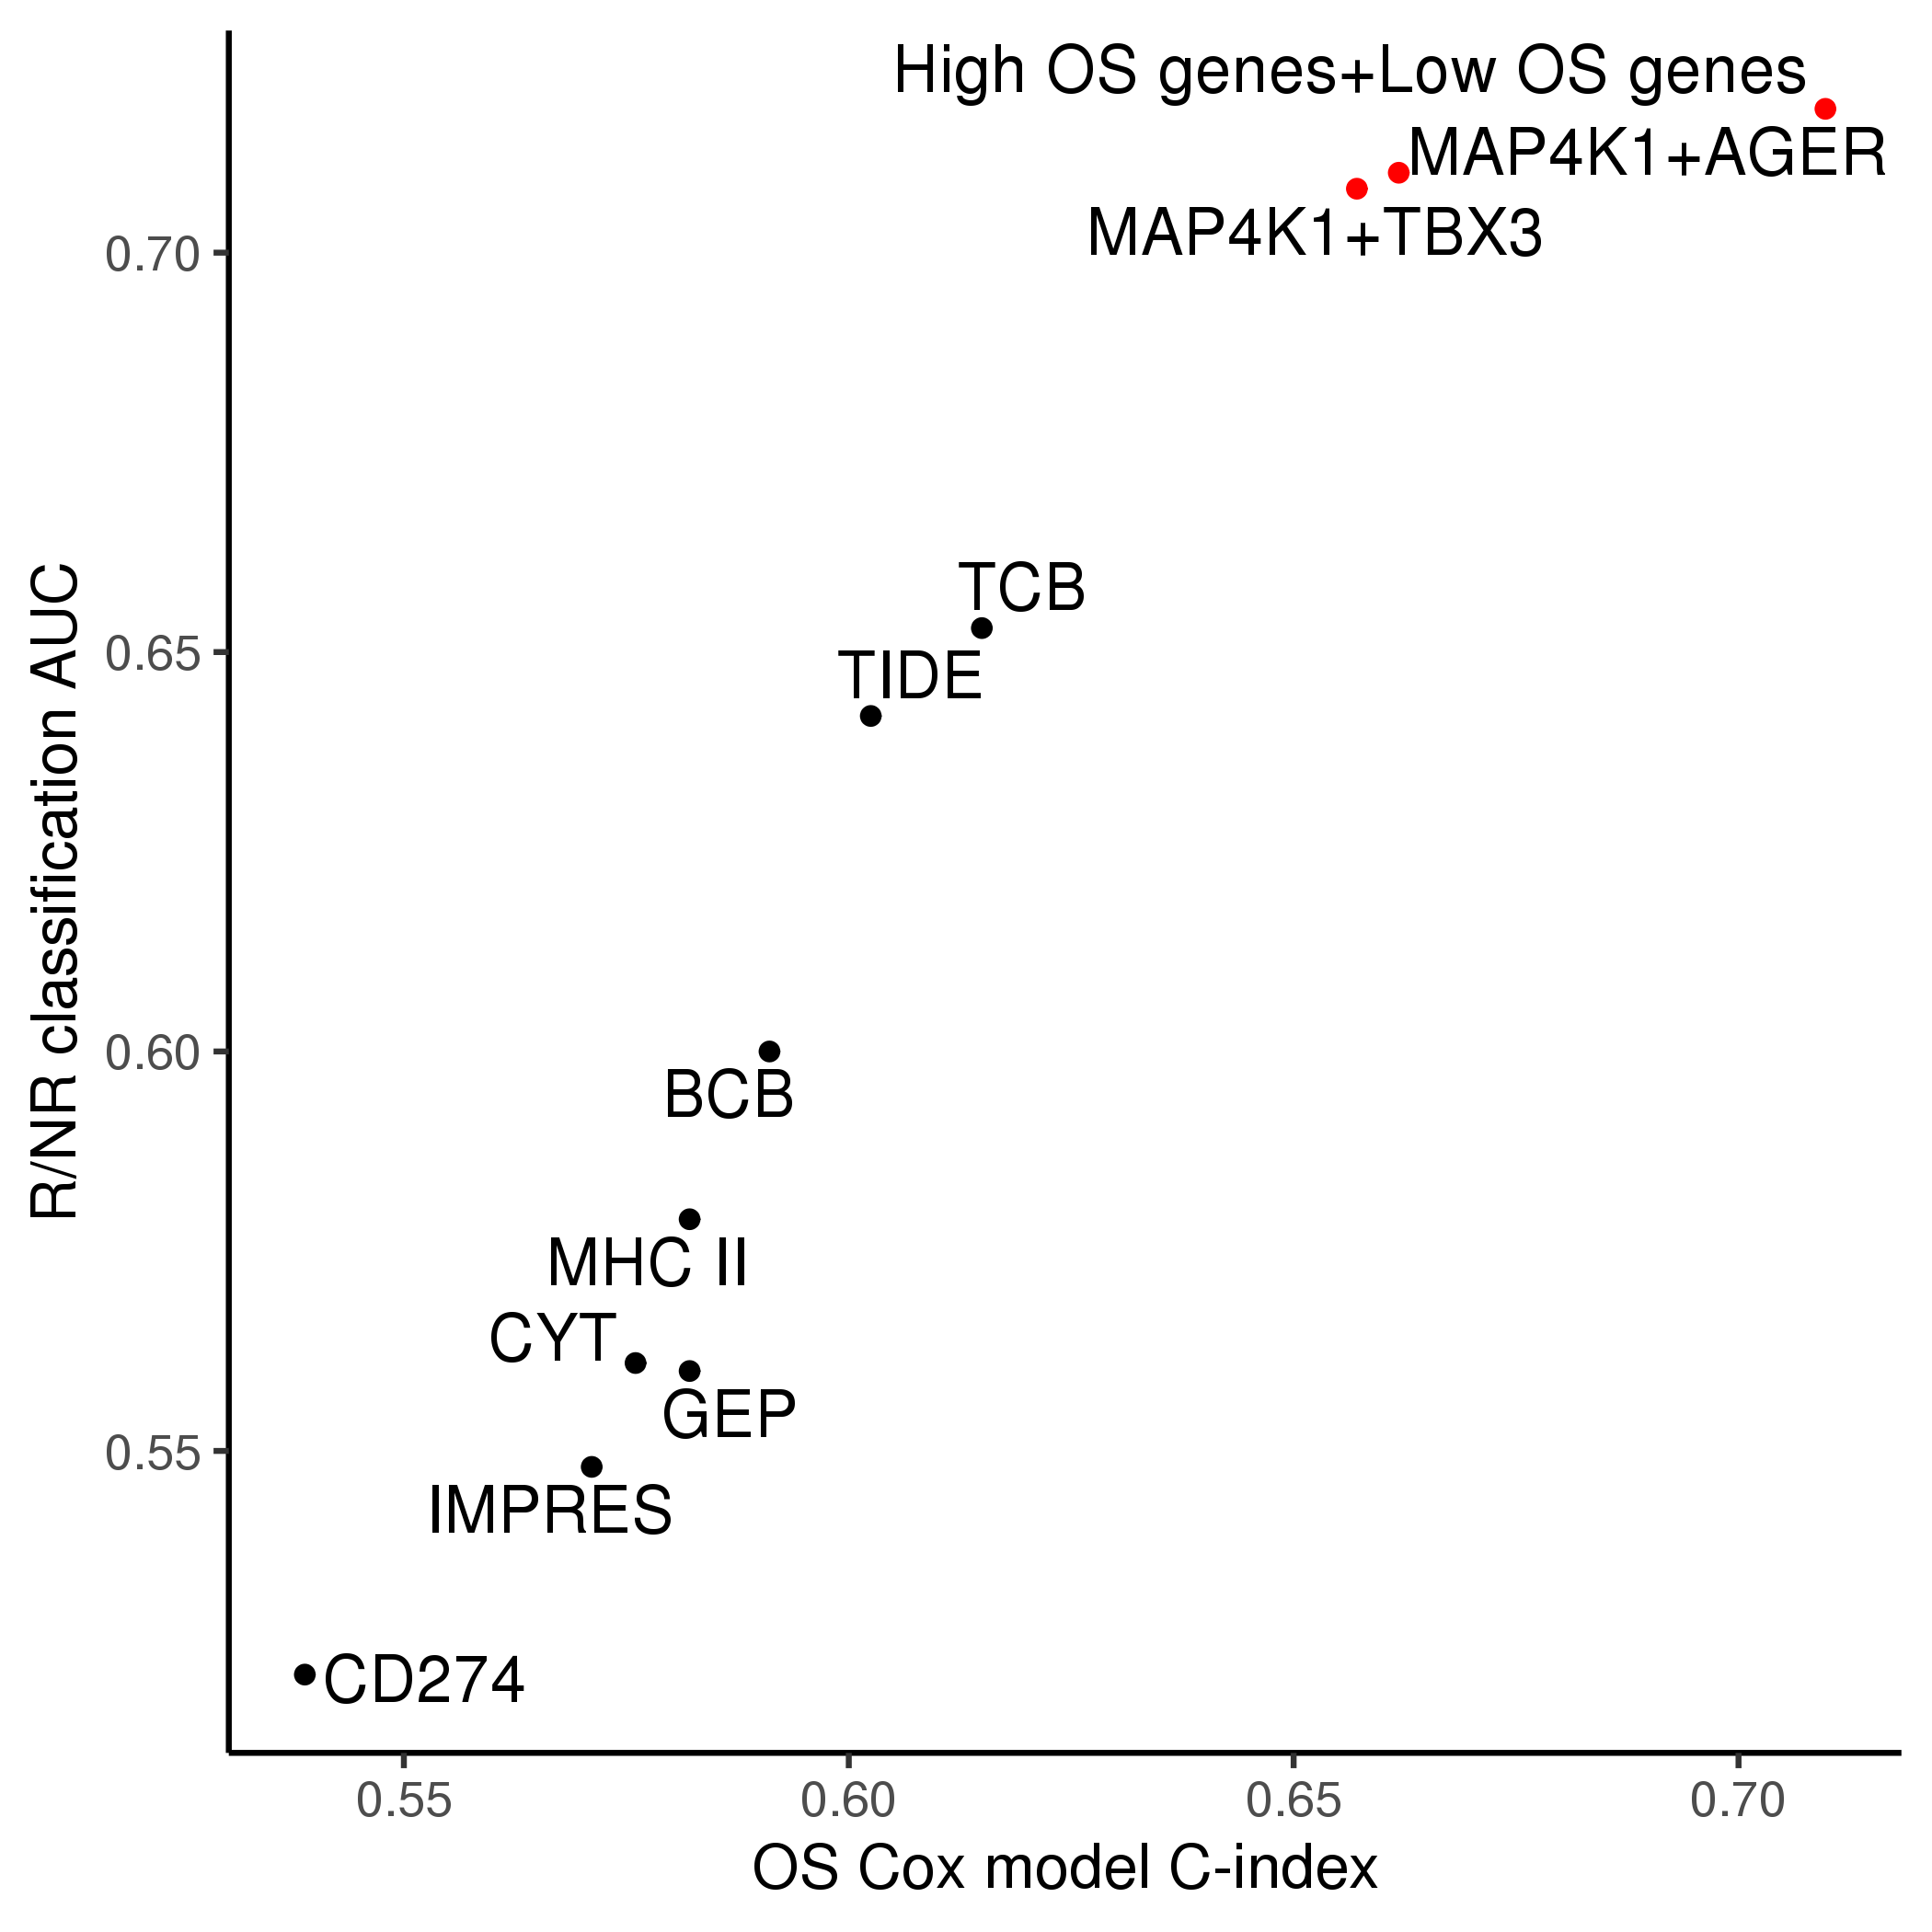 High OS genes+Low OS genes
MAP4K1+AGER
MAP4K1+TBX3
0.70
TCB
0.65
TIDE
R/NR classification AUC
0.60
BCB
MHC II
CYT
GEP
0.55
IMPRES
CD274
0.55
0.60
0.65
0.70
OS Cox model C-index